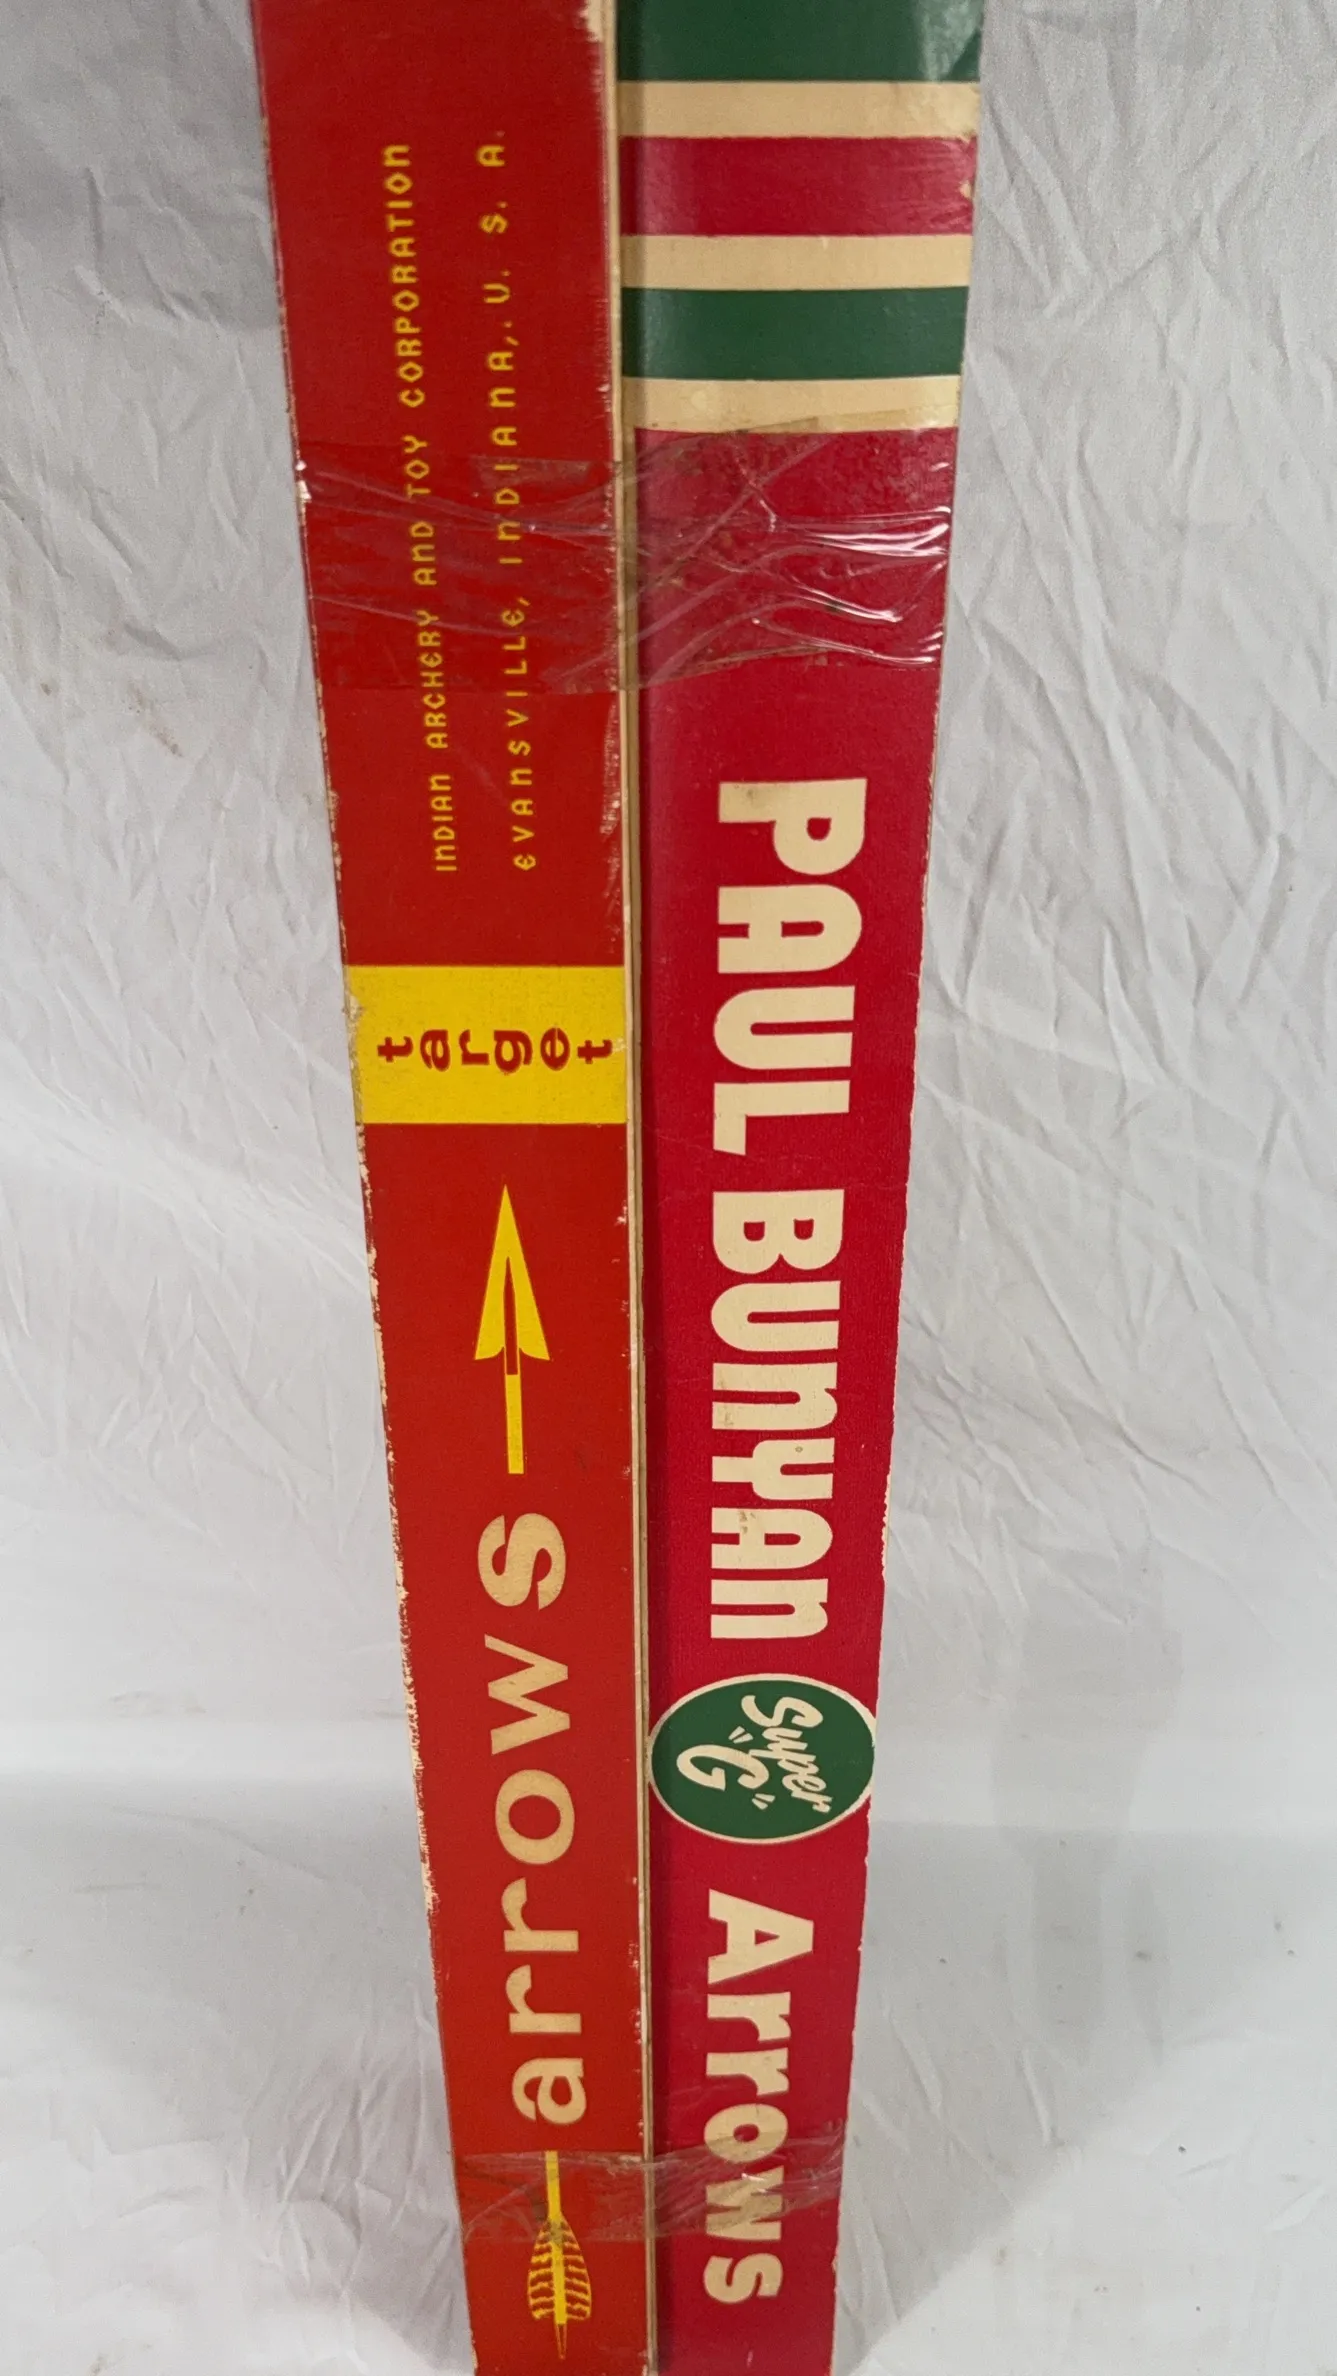 INDIAN ARCHERY AND TOY CORPORATION
EVANSVILLE, INDIANA, U. S. A.
target
arrows
PAUL BUNYAN
Super
"G"
Arrows